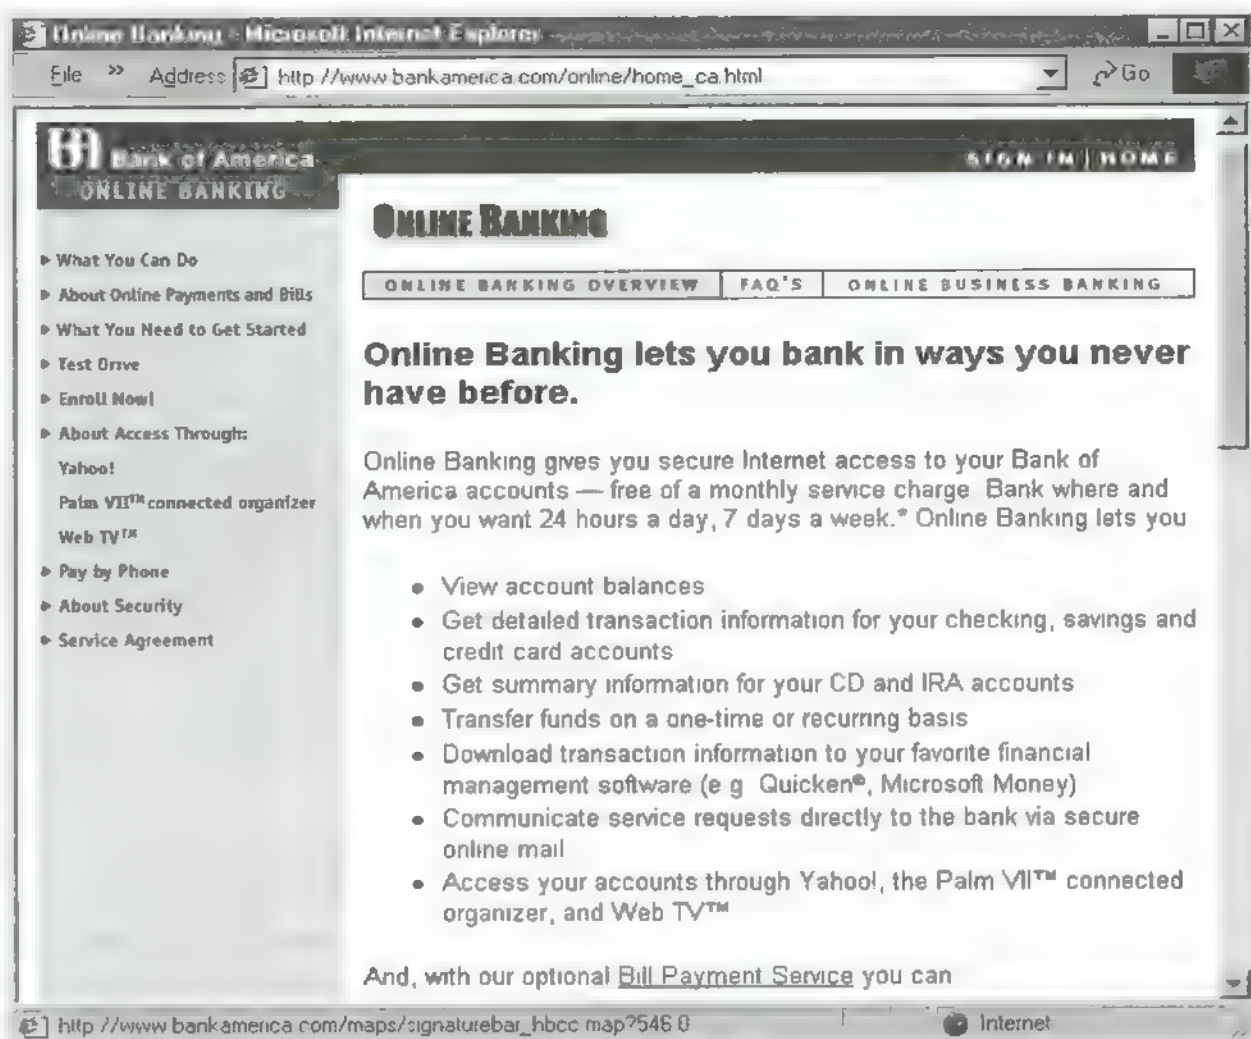 Online Banking - Microsoft Internet Explorer
File » Address http //www bankamerica com/online/home_ca.html Go
Bank of America
SIGN IN | HOME
ONLINE BANKING
ONLINE BANKING
ONLINE BANKING OVERVIEW FAQ'S ONLINE BUSINESS BANKING
What You Can Do
About Online Payments and Bills
What You Need to Get Started
Test Drive
Enroll Now!
About Access Through:
Yahoo!
Palm VII™ connected organizer
Web TV™
Pay by Phone
About Security
Service Agreement
Online Banking lets you bank in ways you never
have before.
Online Banking gives you secure Internet access to your Bank of
America accounts — free of a monthly service charge Bank where and
when you want 24 hours a day, 7 days a week.* Online Banking lets you
• View account balances
• Get detailed transaction information for your checking, savings and
credit card accounts
• Get summary information for your CD and IRA accounts
• Transfer funds on a one-time or recurring basis
• Download transaction information to your favorite financial
management software (e g Quicken®, Microsoft Money)
• Communicate service requests directly to the bank via secure
online mail
• Access your accounts through Yahoo!, the Palm VII™ connected
organizer, and Web TV™
And, with our optional Bill Payment Service you can
http //www bankamerica com/maps/signaturebar_hbcc map?546 0 Internet